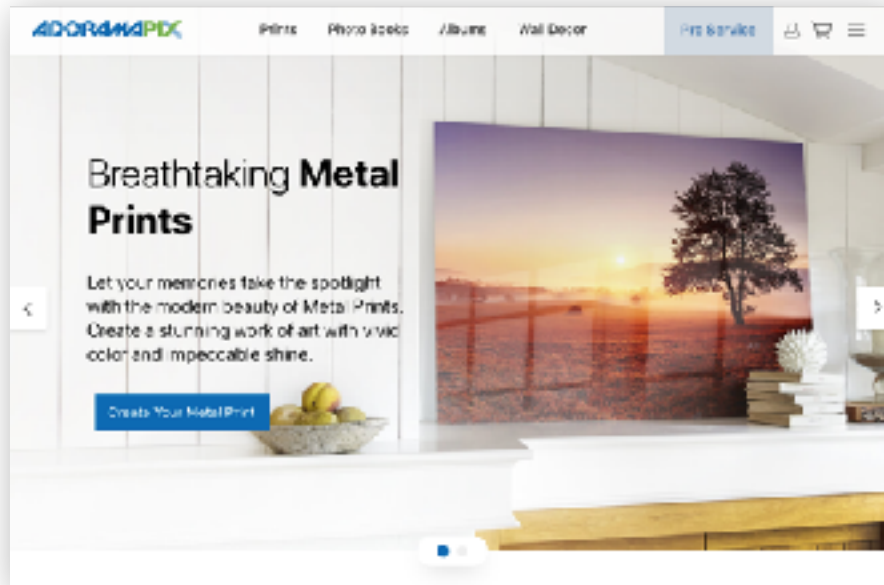 ADORAMAPIX
Prints Photo Books Albums Wall Decor Pro Service
Breathtaking Metal
Prints
Let your memories take the spotlight
with the modern beauty of Metal Prints.
Create a stunning work of art with vivid
color and impeccable shine.
Create Your Metal Print